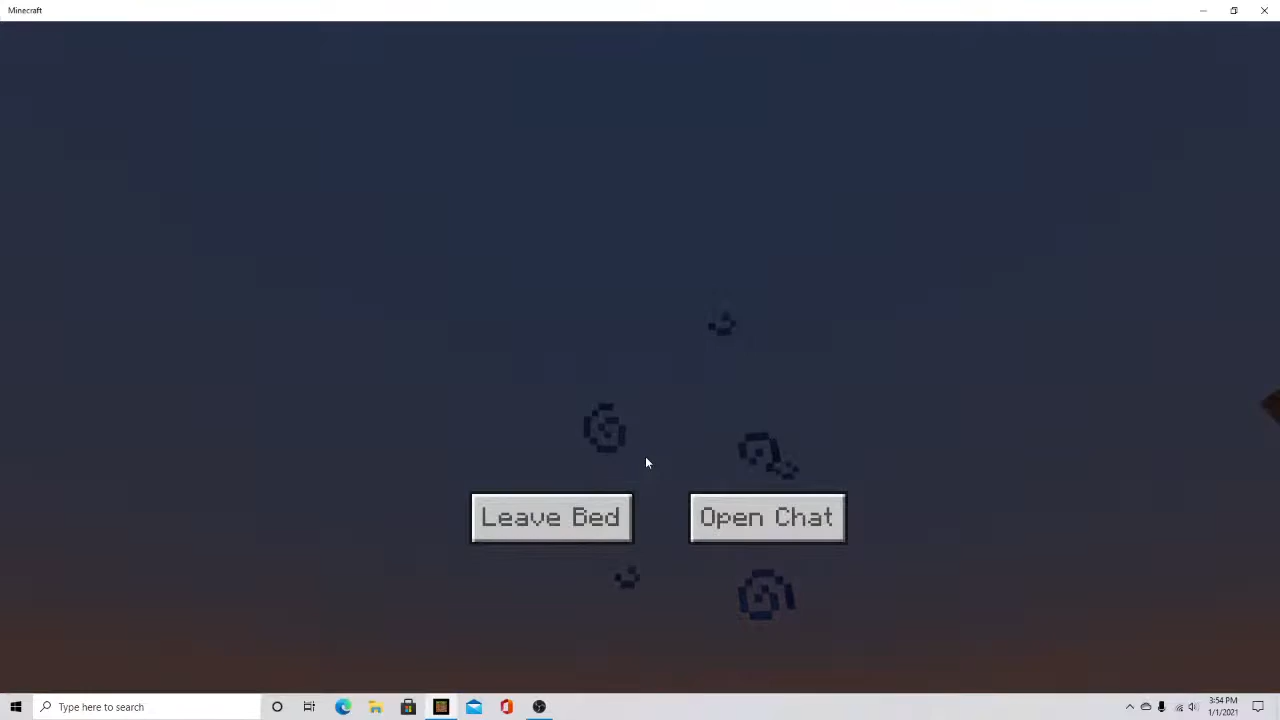 Minecraft
Leave Bed
Open Chat
Type here to search
3:54 PM
1/1/2021